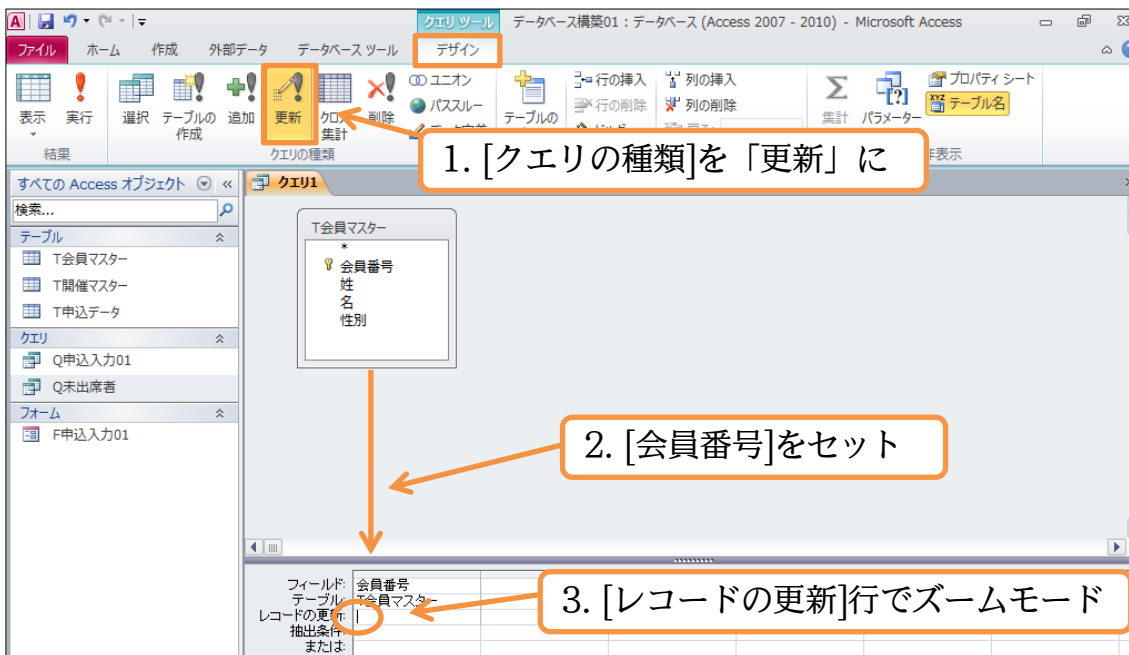 クエリ ツール データベース構築01 : データベース (Access 2007 - 2010) - Microsoft Access
ファイル ホーム 作成 外部データ データベース ツール デザイン
表示 実行 選択 テーブルの作成 追加 更新 クロス集計 削除
ユニオン
パススルー
テーブルの
行の挿入 列の挿入
行の削除 列の削除
集計 パラメーター
プロパティ シート
テーブル名
結果 クエリの種類
1. [クエリの種類]を「更新」に
すべての Access オブジェクト
検索...
テーブル
T会員マスター
T開催マスター
T申込データ
クエリ
Q申込入力01
Q未出席者
フォーム
F申込入力01
クエリ1
T会員マスター
*
会員番号
姓
名
性別
2. [会員番号]をセット
3. [レコードの更新]行でズームモード
フィールド: 会員番号
テーブル: T会員マスター
レコードの更新:
抽出条件:
または: